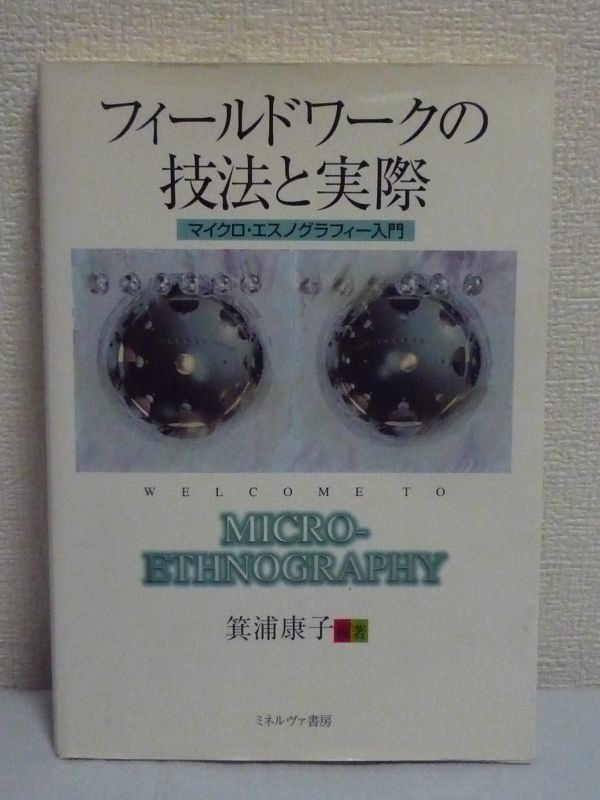 フィールドワークの
技法と実際
マイクロ・エスノグラフィー入門
WELCOME TO
MICRO-
ETHNOGRAPHY
箕浦康子 編著
ミネルヴァ書房